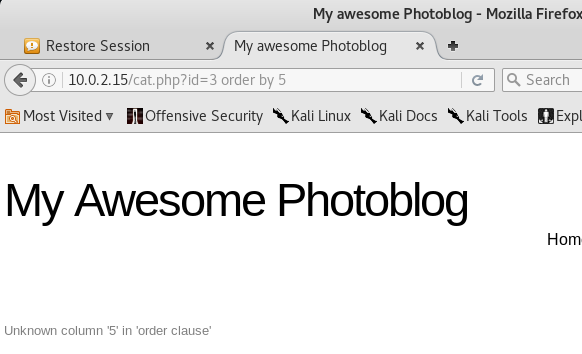 My awesome Photoblog - Mozilla Firefox
Restore Session
My awesome Photoblog
10.0.2.15/cat.php?id=3 order by 5
Search
Most Visited
Offensive Security
Kali Linux
Kali Docs
Kali Tools
Expl
My Awesome Photoblog
Hom
Unknown column '5' in 'order clause'